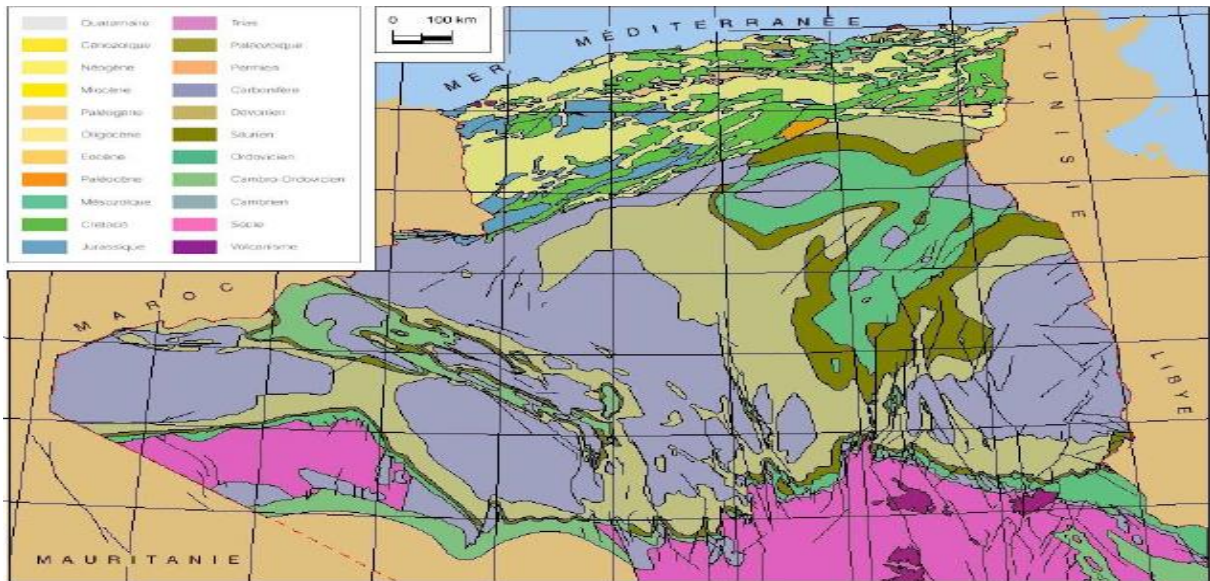 Quaternaire
Cénozoïque
Néogène
Miocène
Paléogène
Oligocène
Eocène
Paléocène
Mésozoïque
Crétacé
Jurassique
Trias
Paléozoïque
Permien
Carbonifère
Dévonien
Silurien
Ordovicien
Cambro-Ordovicien
Cambrien
Socle
Volcanisme
0 100 km
MER MÉDITERRANÉE
TUNISIE
MAROC
LIBYE
MAURITANIE